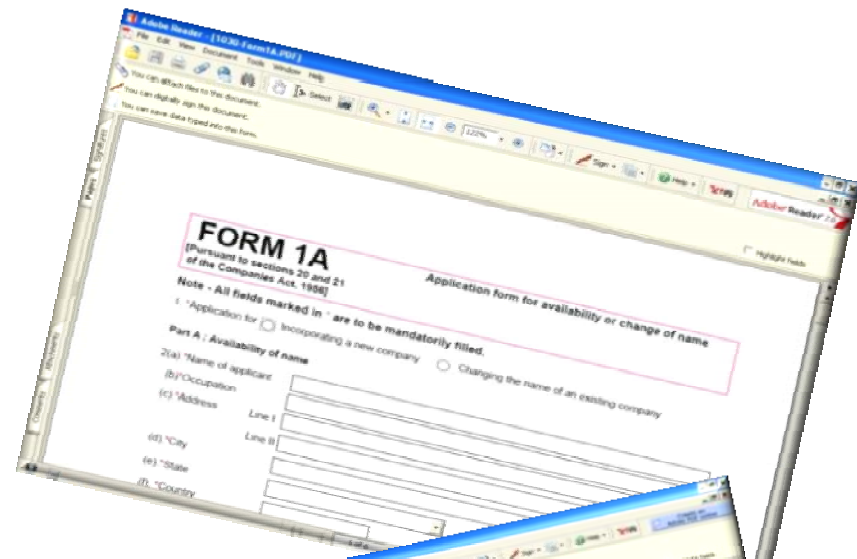 Adobe Reader - [1030-Form1A.PDF]
File Edit View Document Tools Window Help
Select
Sign
Help
Adobe Reader
You can attach files to this document.
You can digitally sign this document.
You can save data typed into this form.
Highlight fields
Signatures
Pages
Attachments
Comments
FORM 1A
[Pursuant to sections 20 and 21
of the Companies Act, 1956]
Application form for availability or change of name
Note - All fields marked in * are to be mandatorily filled.
1. *Application for Incorporating a new company Changing the name of an existing company
Part A : Availability of name
2(a) *Name of applicant
(b) *Occupation
(c) *Address Line I
Line II
(d) *City
(e) *State
(f). *Country
Sign
Help